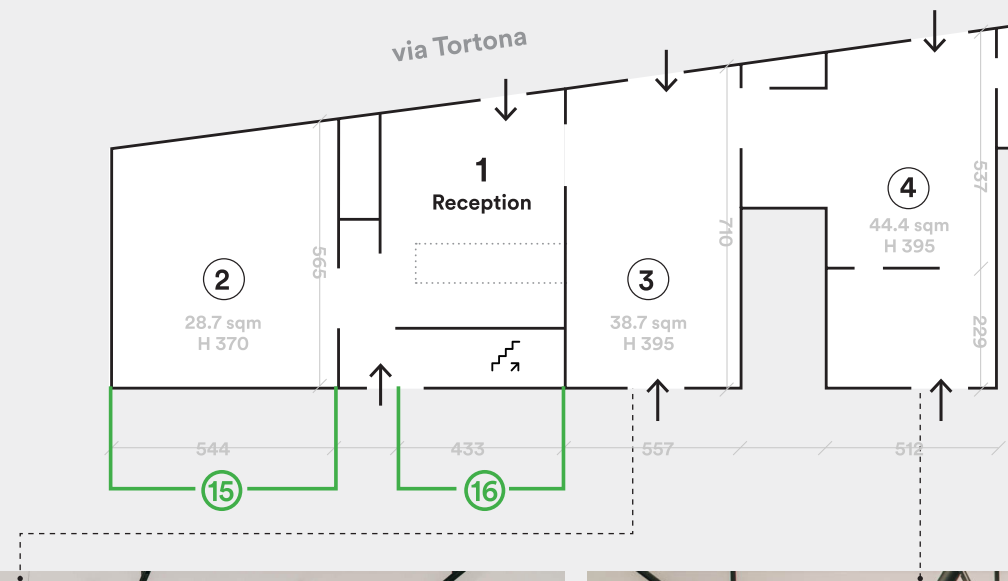 via Tortona
1
Reception
2
28.7 sqm
H 370
565
3
38.7 sqm
H 395
710
4
44.4 sqm
H 395
537
229
544
433
557
512
15
16